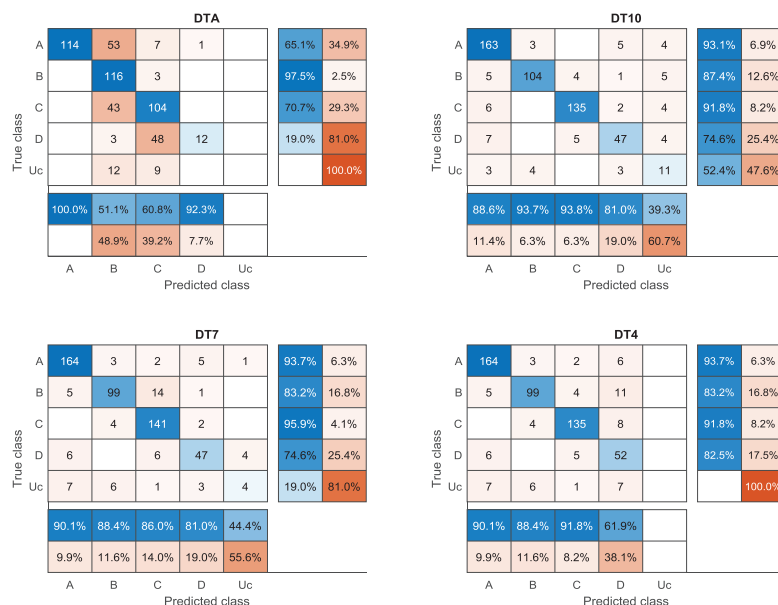 DTA
A 114 53 7 1 65.1% 34.9%
B 116 3 97.5% 2.5%
C 43 104 70.7% 29.3%
D 3 48 12 19.0% 81.0%
Uc 12 9 100.0%
True class
100.0% 51.1% 60.8% 92.3%
48.9% 39.2% 7.7%
A B C D Uc
Predicted class
DT10
A 163 3 5 4 93.1% 6.9%
B 5 104 4 1 5 87.4% 12.6%
C 6 135 2 4 91.8% 8.2%
D 7 5 47 4 74.6% 25.4%
Uc 3 4 3 11 52.4% 47.6%
True class
88.6% 93.7% 93.8% 81.0% 39.3%
11.4% 6.3% 6.3% 19.0% 60.7%
A B C D Uc
Predicted class
DT7
A 164 3 2 5 1 93.7% 6.3%
B 5 99 14 1 83.2% 16.8%
C 4 141 2 95.9% 4.1%
D 6 6 47 4 74.6% 25.4%
Uc 7 6 1 3 4 19.0% 81.0%
True class
90.1% 88.4% 86.0% 81.0% 44.4%
9.9% 11.6% 14.0% 19.0% 55.6%
A B C D Uc
Predicted class
DT4
A 164 3 2 6 93.7% 6.3%
B 5 99 4 11 83.2% 16.8%
C 4 135 8 91.8% 8.2%
D 6 5 52 82.5% 17.5%
Uc 7 6 1 7 100.0%
True class
90.1% 88.4% 91.8% 61.9%
9.9% 11.6% 8.2% 38.1%
A B C D Uc
Predicted class